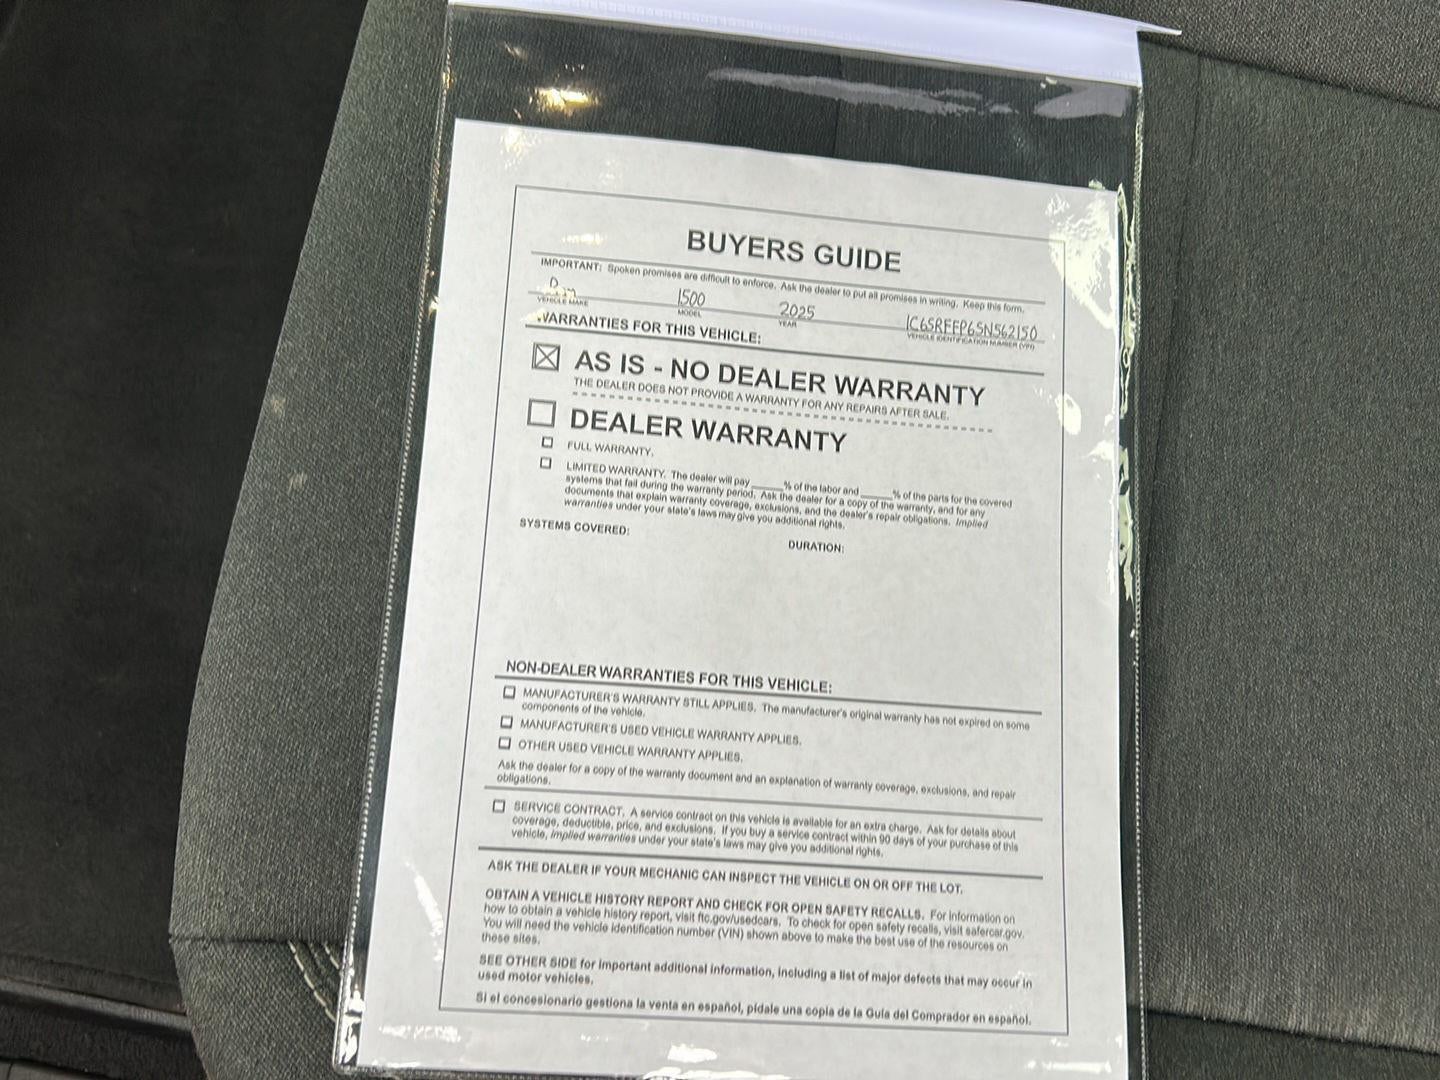 BUYERS GUIDE
IMPORTANT: Spoken promises are difficult to enforce. Ask the dealer to put all promises in writing. Keep this form.
1500 2025 1C6SRFFP6SN562150
VEHICLE MAKE MODEL YEAR VEHICLE IDENTIFICATION NUMBER (VIN)
WARRANTIES FOR THIS VEHICLE:
AS IS - NO DEALER WARRANTY
THE DEALER DOES NOT PROVIDE A WARRANTY FOR ANY REPAIRS AFTER SALE.
DEALER WARRANTY
FULL WARRANTY.
LIMITED WARRANTY. The dealer will pay ______% of the labor and ______% of the parts for the covered
systems that fail during the warranty period. Ask the dealer for a copy of the warranty, and for any
documents that explain warranty coverage, exclusions, and the dealer's repair obligations. Implied
warranties under your state's laws may give you additional rights.
SYSTEMS COVERED: DURATION:
NON-DEALER WARRANTIES FOR THIS VEHICLE:
MANUFACTURER'S WARRANTY STILL APPLIES. The manufacturer's original warranty has not expired on some
components of the vehicle.
MANUFACTURER'S USED VEHICLE WARRANTY APPLIES.
OTHER USED VEHICLE WARRANTY APPLIES.
Ask the dealer for a copy of the warranty document and an explanation of warranty coverage, exclusions, and repair
obligations.
SERVICE CONTRACT. A service contract on this vehicle is available for an extra charge. Ask for details about
coverage, deductible, price, and exclusions. If you buy a service contract within 90 days of your purchase of this
vehicle, implied warranties under your state's laws may give you additional rights.
ASK THE DEALER IF YOUR MECHANIC CAN INSPECT THE VEHICLE ON OR OFF THE LOT.
OBTAIN A VEHICLE HISTORY REPORT AND CHECK FOR OPEN SAFETY RECALLS. For information on
how to obtain a vehicle history report, visit ftc.gov/usedcars. To check for open safety recalls, visit safercar.gov.
You will need the vehicle identification number (VIN) shown above to make the best use of the resources on
these sites.
SEE OTHER SIDE for important additional information, including a list of major defects that may occur in
used motor vehicles.
Si el concesionario gestiona la venta en español, pídale una copia de la Guía del Comprador en español.